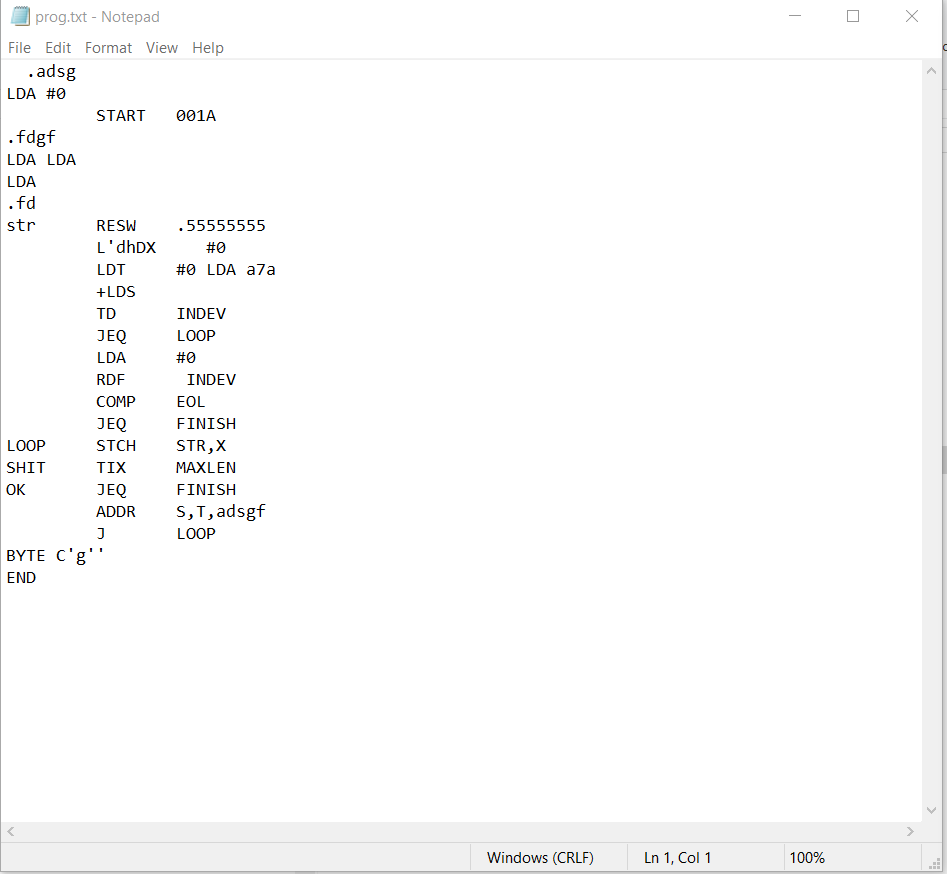 prog.txt - Notepad
File Edit Format View Help
.adsg
LDA #0
START 001A
.fdgf
LDA LDA
LDA
.fd
str RESW .55555555
L'dhDX #0
LDT #0 LDA a7a
+LDS
TD INDEV
JEQ LOOP
LDA #0
RDF INDEV
COMP EOL
JEQ FINISH
LOOP STCH STR,X
SHIT TIX MAXLEN
OK JEQ FINISH
ADDR S,T,adsgf
J LOOP
BYTE C'g''
END
Windows (CRLF) Ln 1, Col 1 100%